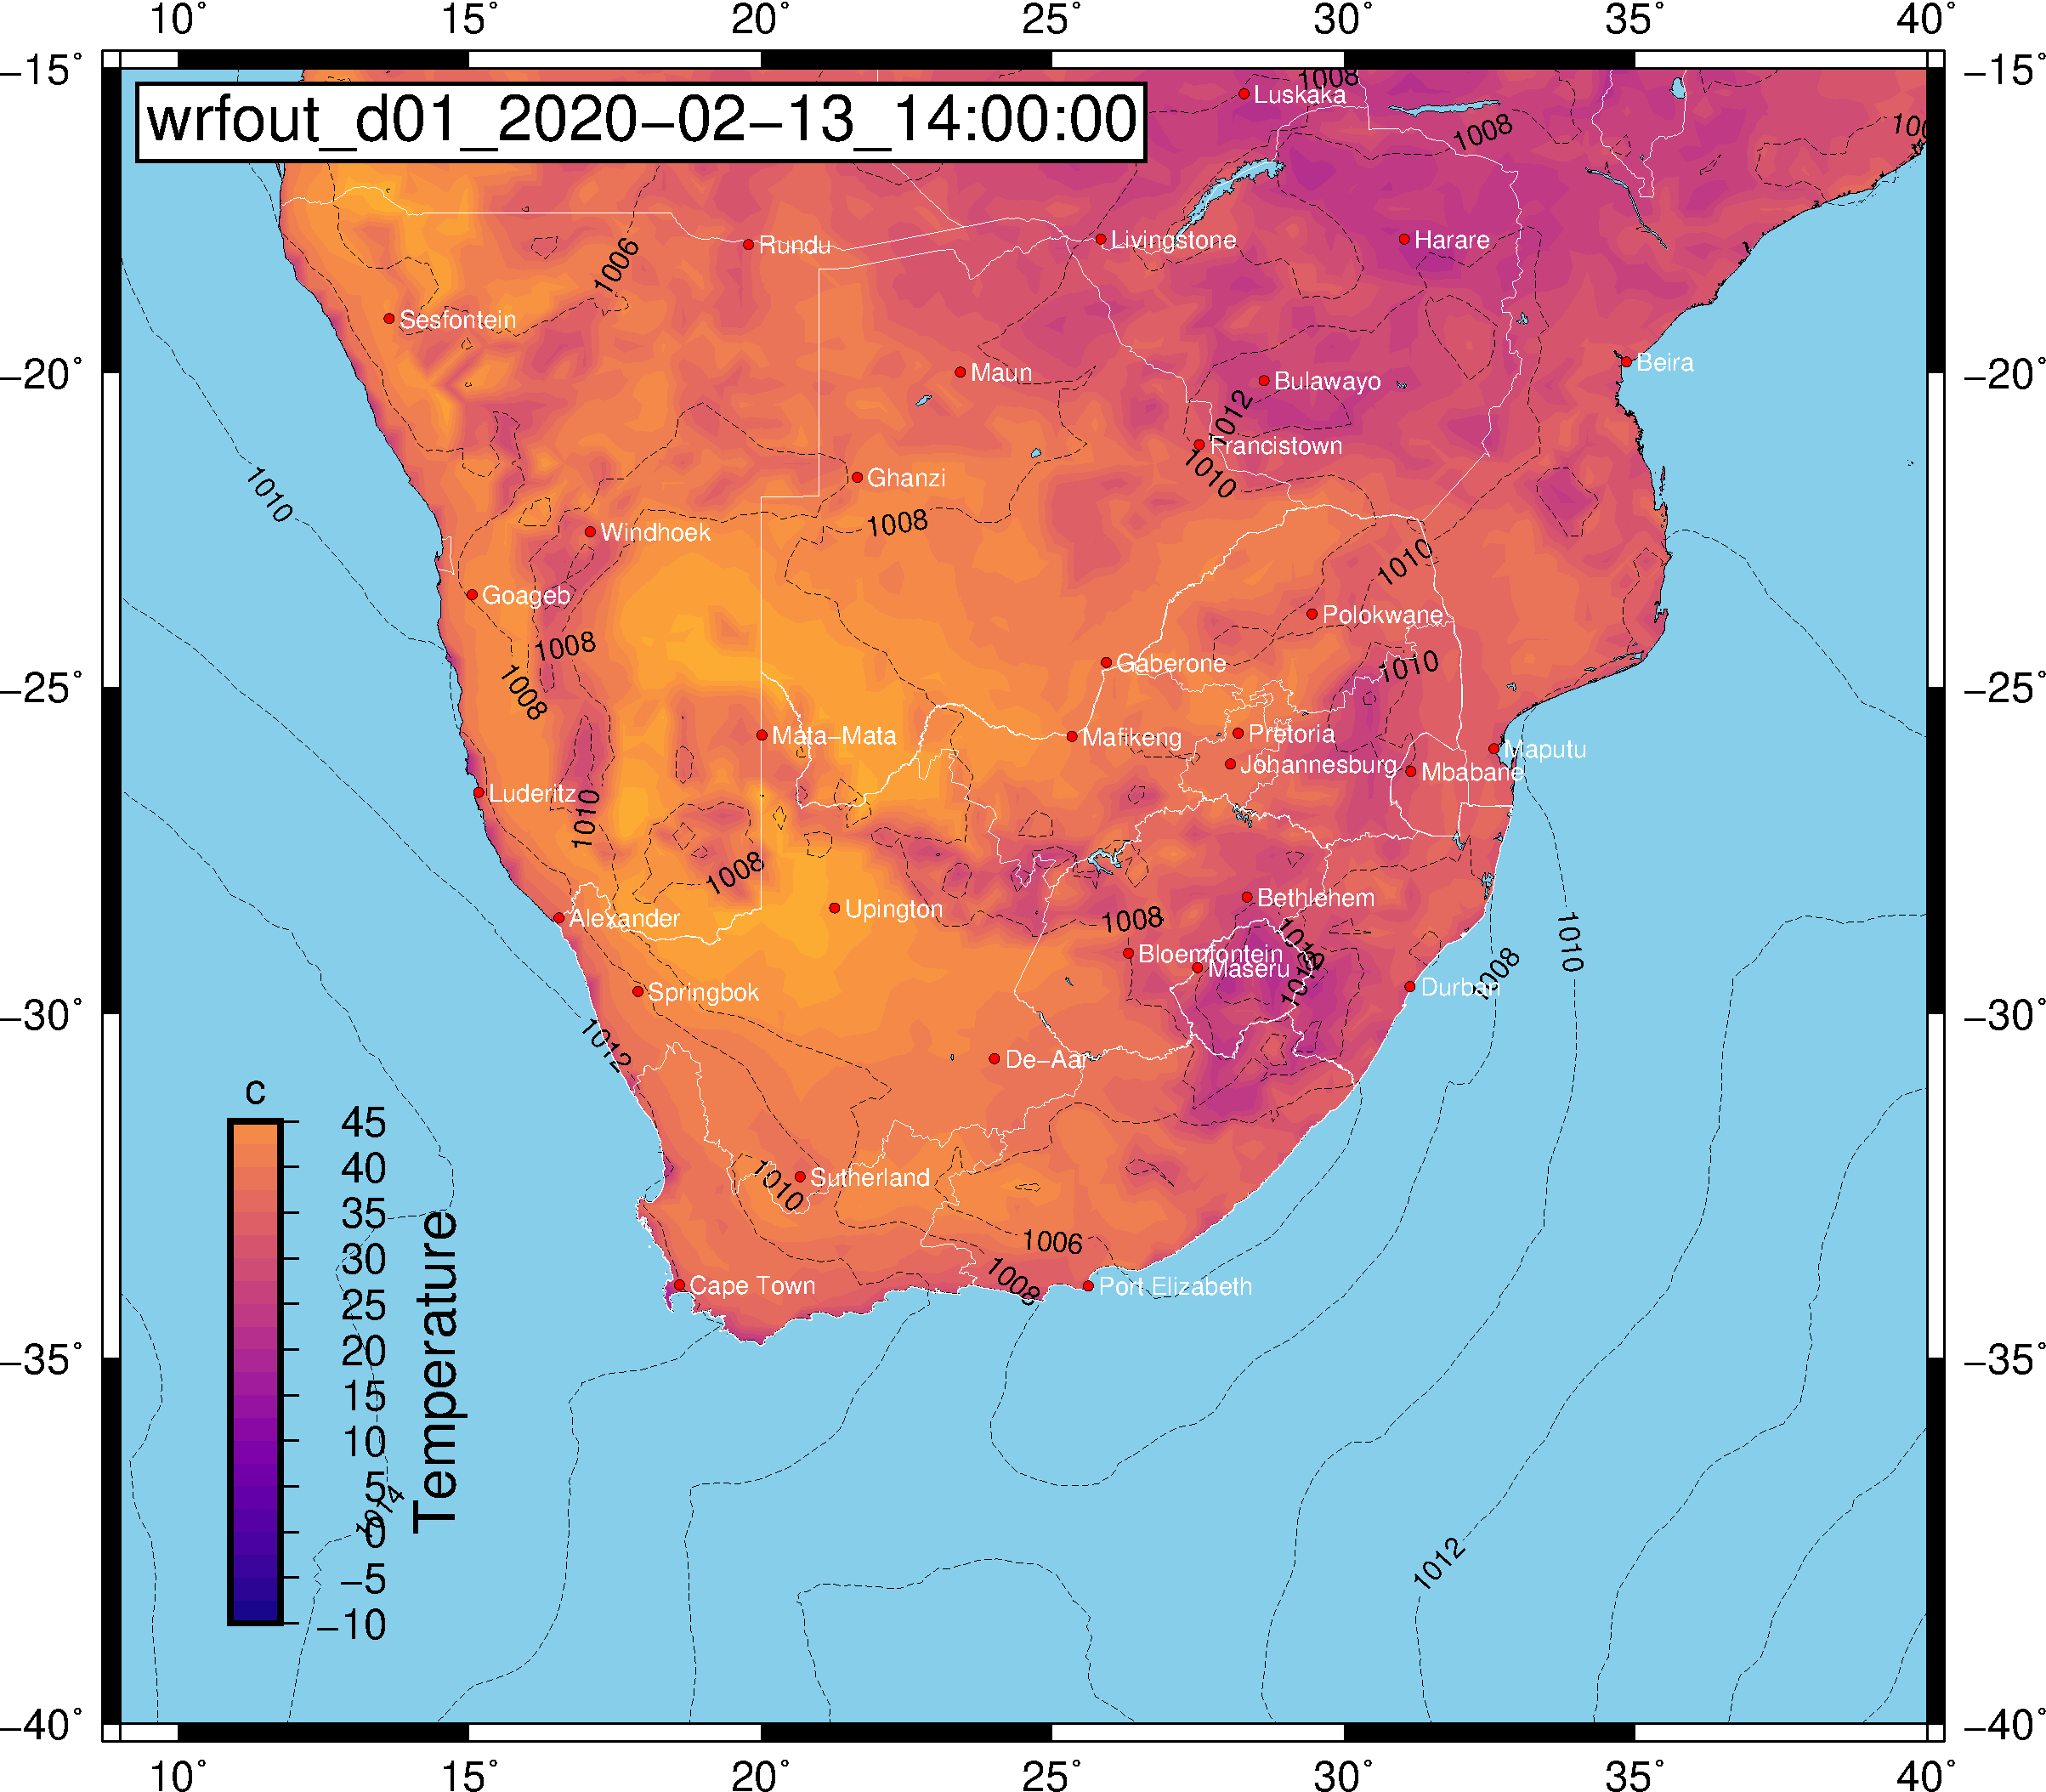 10° 15° 20° 25° 30° 35° 40°
−15° −15°
wrfout_d01_2020−02−13_14:00:00
1008
Luskaka
1008
100
Rundu
Livingstone
Harare
1006
Sesfontein
Beira
−20° −20°
Maun
Bulawayo
1012
Francistown
1010
Ghanzi
1010
1008
Windhoek
1010
Goageb
Polokwane
1008
Gaberone
1010
−25° −25°
1008
Mata−Mata
Mafikeng
Pretoria
Maputu
Johannesburg
Mbabane
Luderitz
1010
1008
Bethlehem
Upington
Alexander
1008
1010
Bloemfontein
Maseru
1008
Durban
Springbok
−30° −30°
1012
De−Aar
c
45
40
35
30
25
20
15
10
5
0
−5
−10
Temperature
1014
1010
Sutherland
1006
1008
Cape Town
Port Elizabeth
−35° −35°
1012
−40° −40°
10° 15° 20° 25° 30° 35° 40°